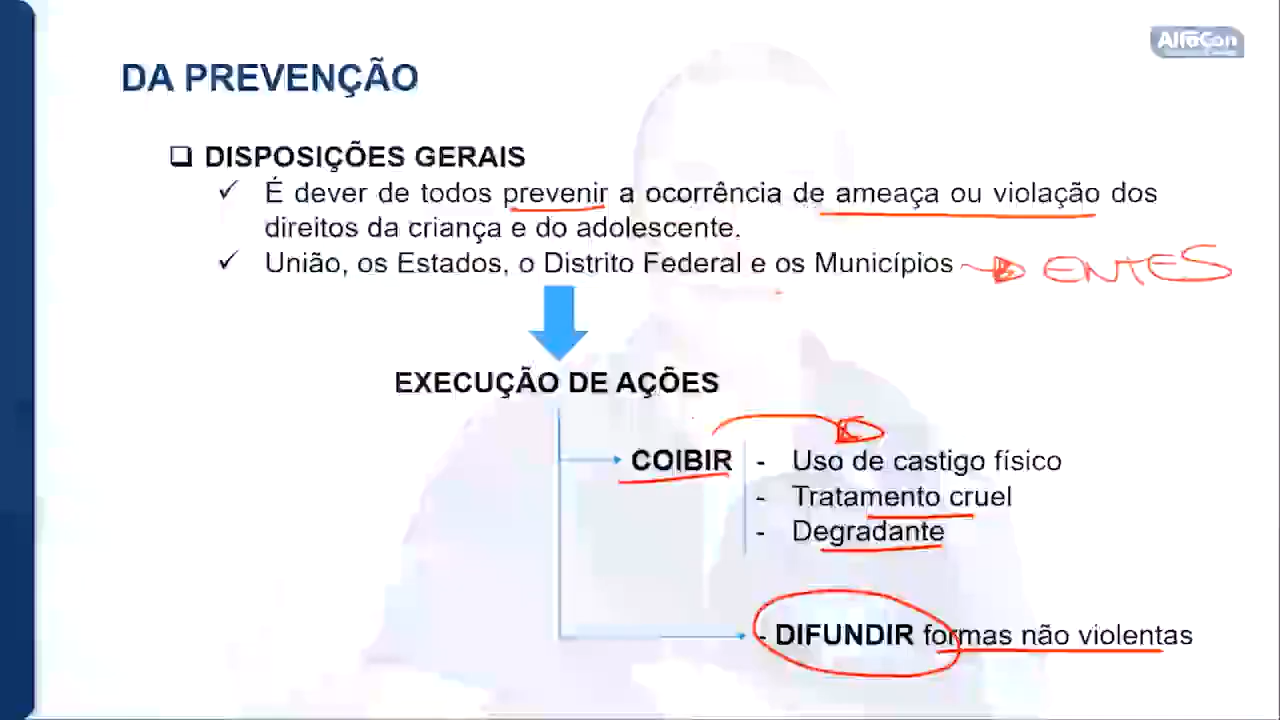 AlfaCon
DA PREVENÇÃO
❑ DISPOSIÇÕES GERAIS
✓ É dever de todos prevenir a ocorrência de ameaça ou violação dos
direitos da criança e do adolescente.
✓ União, os Estados, o Distrito Federal e os Municípios ENTES
EXECUÇÃO DE AÇÕES
COIBIR - Uso de castigo físico
- Tratamento cruel
- Degradante
- DIFUNDIR formas não violentas